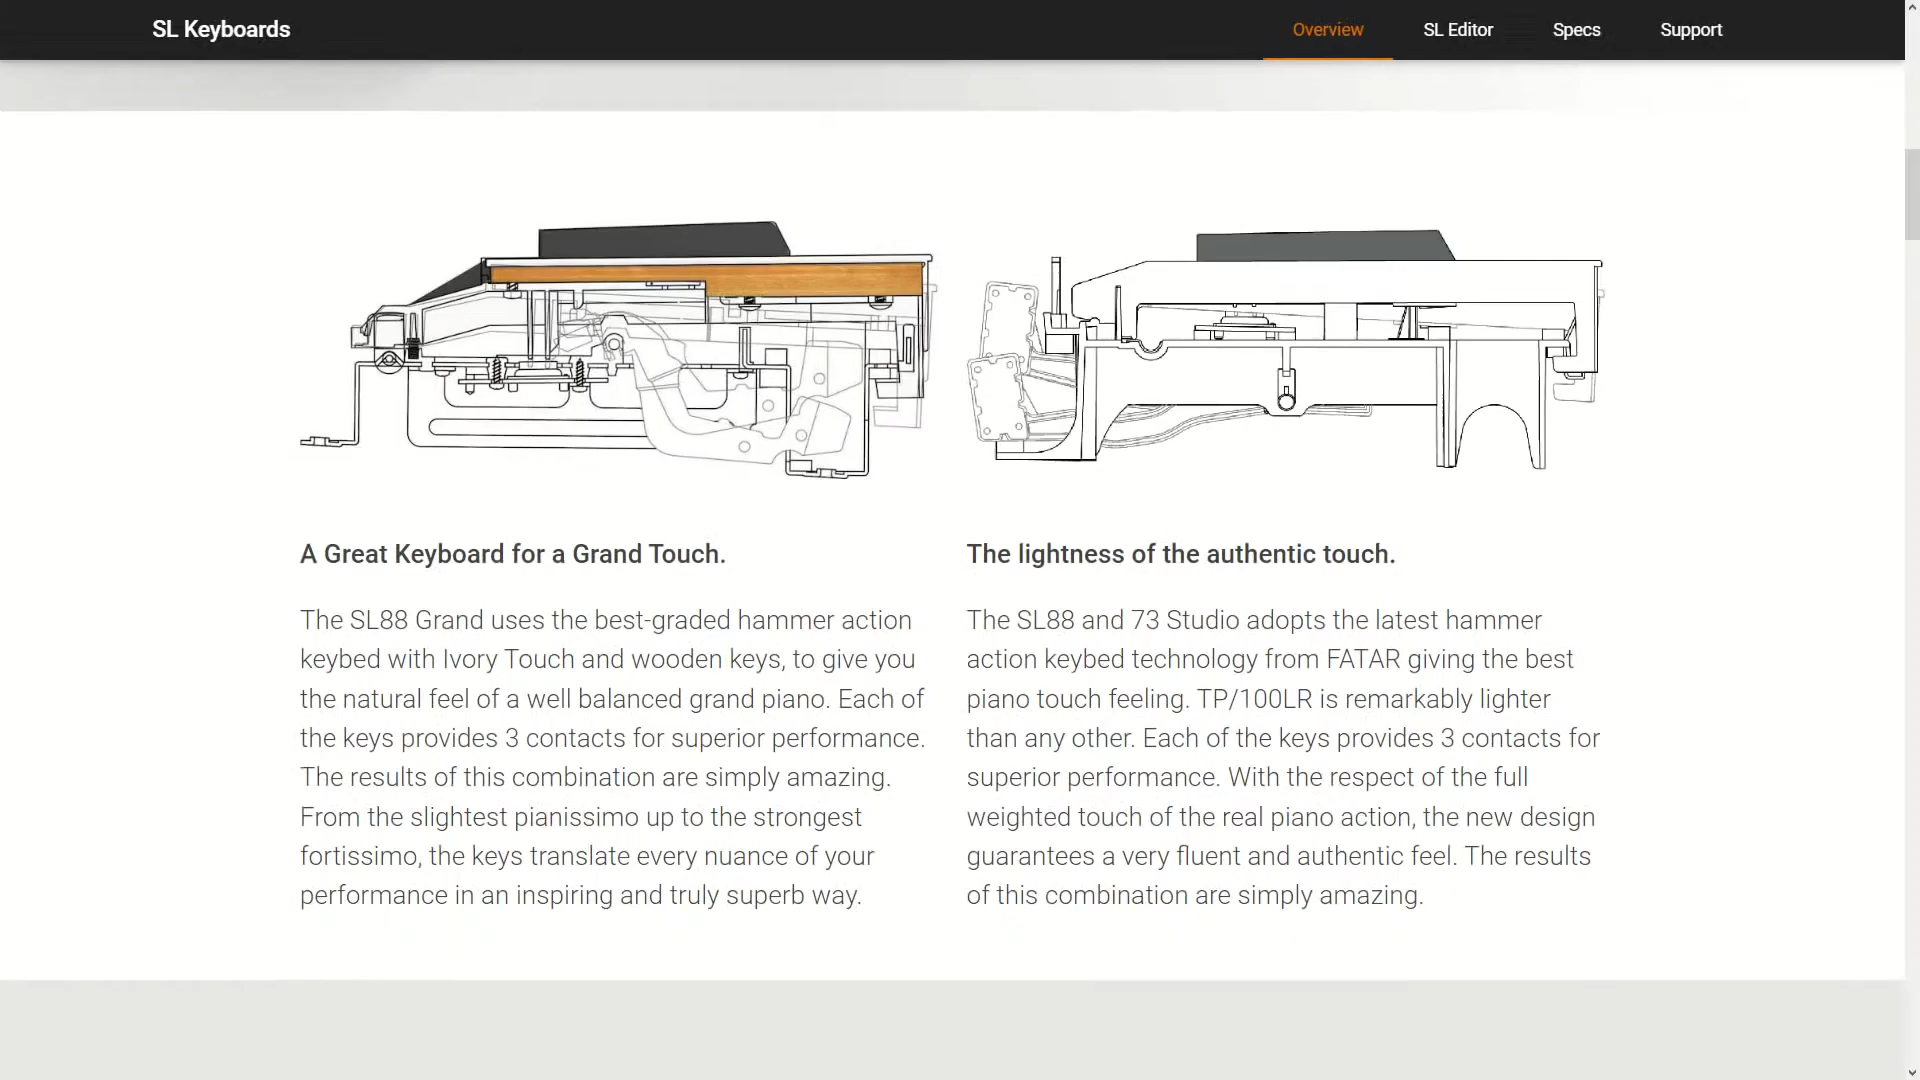 SL Keyboards
Overview
SL Editor
Specs
Support
A Great Keyboard for a Grand Touch.
The SL88 Grand uses the best-graded hammer action
keybed with Ivory Touch and wooden keys, to give you
the natural feel of a well balanced grand piano. Each of
the keys provides 3 contacts for superior performance.
The results of this combination are simply amazing.
From the slightest pianissimo up to the strongest
fortissimo, the keys translate every nuance of your
performance in an inspiring and truly superb way.
The lightness of the authentic touch.
The SL88 and 73 Studio adopts the latest hammer
action keybed technology from FATAR giving the best
piano touch feeling. TP/100LR is remarkably lighter
than any other. Each of the keys provides 3 contacts for
superior performance. With the respect of the full
weighted touch of the real piano action, the new design
guarantees a very fluent and authentic feel. The results
of this combination are simply amazing.